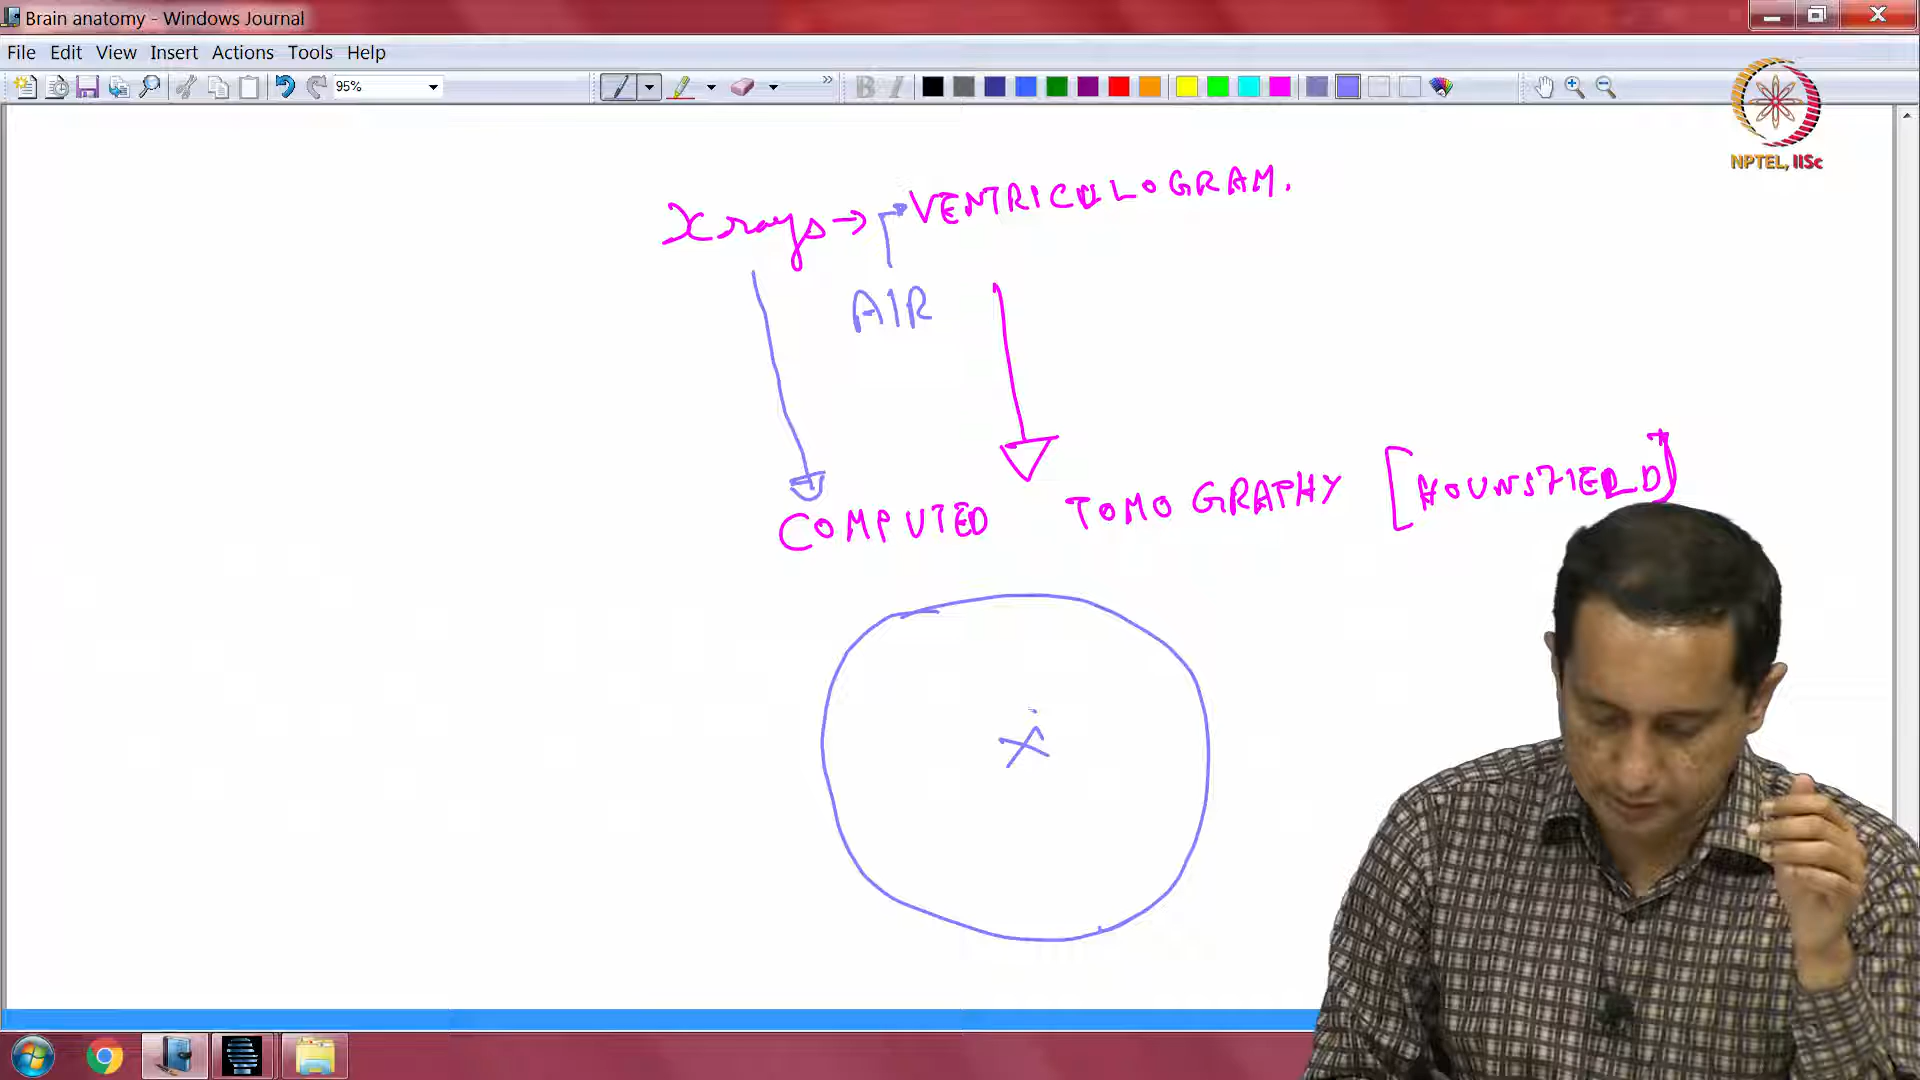 Brain anatomy - Windows Journal
File Edit View Insert Actions Tools Help
95%
B I
NPTEL, IISc
X rays → VENTRICULOGRAM.
AIR
COMPUTED TOMOGRAPHY [HOUNSFIELD]
X